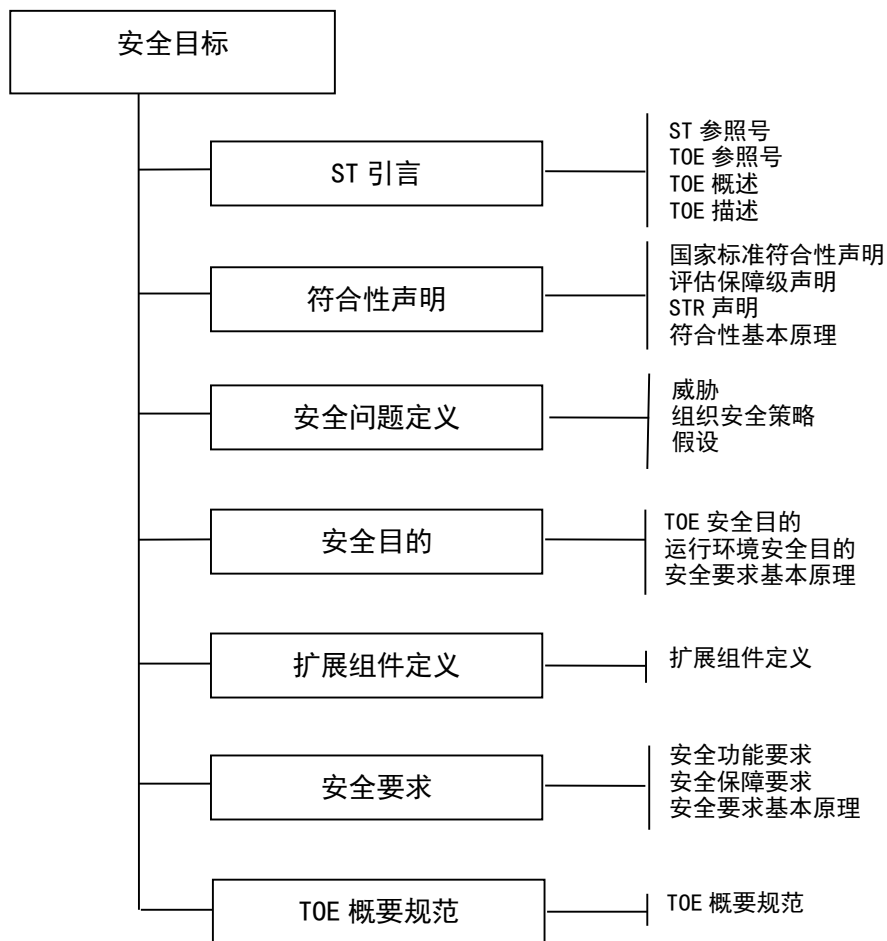 安全目标
ST 引言
ST 参照号
TOE 参照号
TOE 概述
TOE 描述
符合性声明
国家标准符合性声明
评估保障级声明
STR 声明
符合性基本原理
安全问题定义
威胁
组织安全策略
假设
安全目的
TOE 安全目的
运行环境安全目的
安全要求基本原理
扩展组件定义
扩展组件定义
安全要求
安全功能要求
安全保障要求
安全要求基本原理
TOE 概要规范
TOE 概要规范